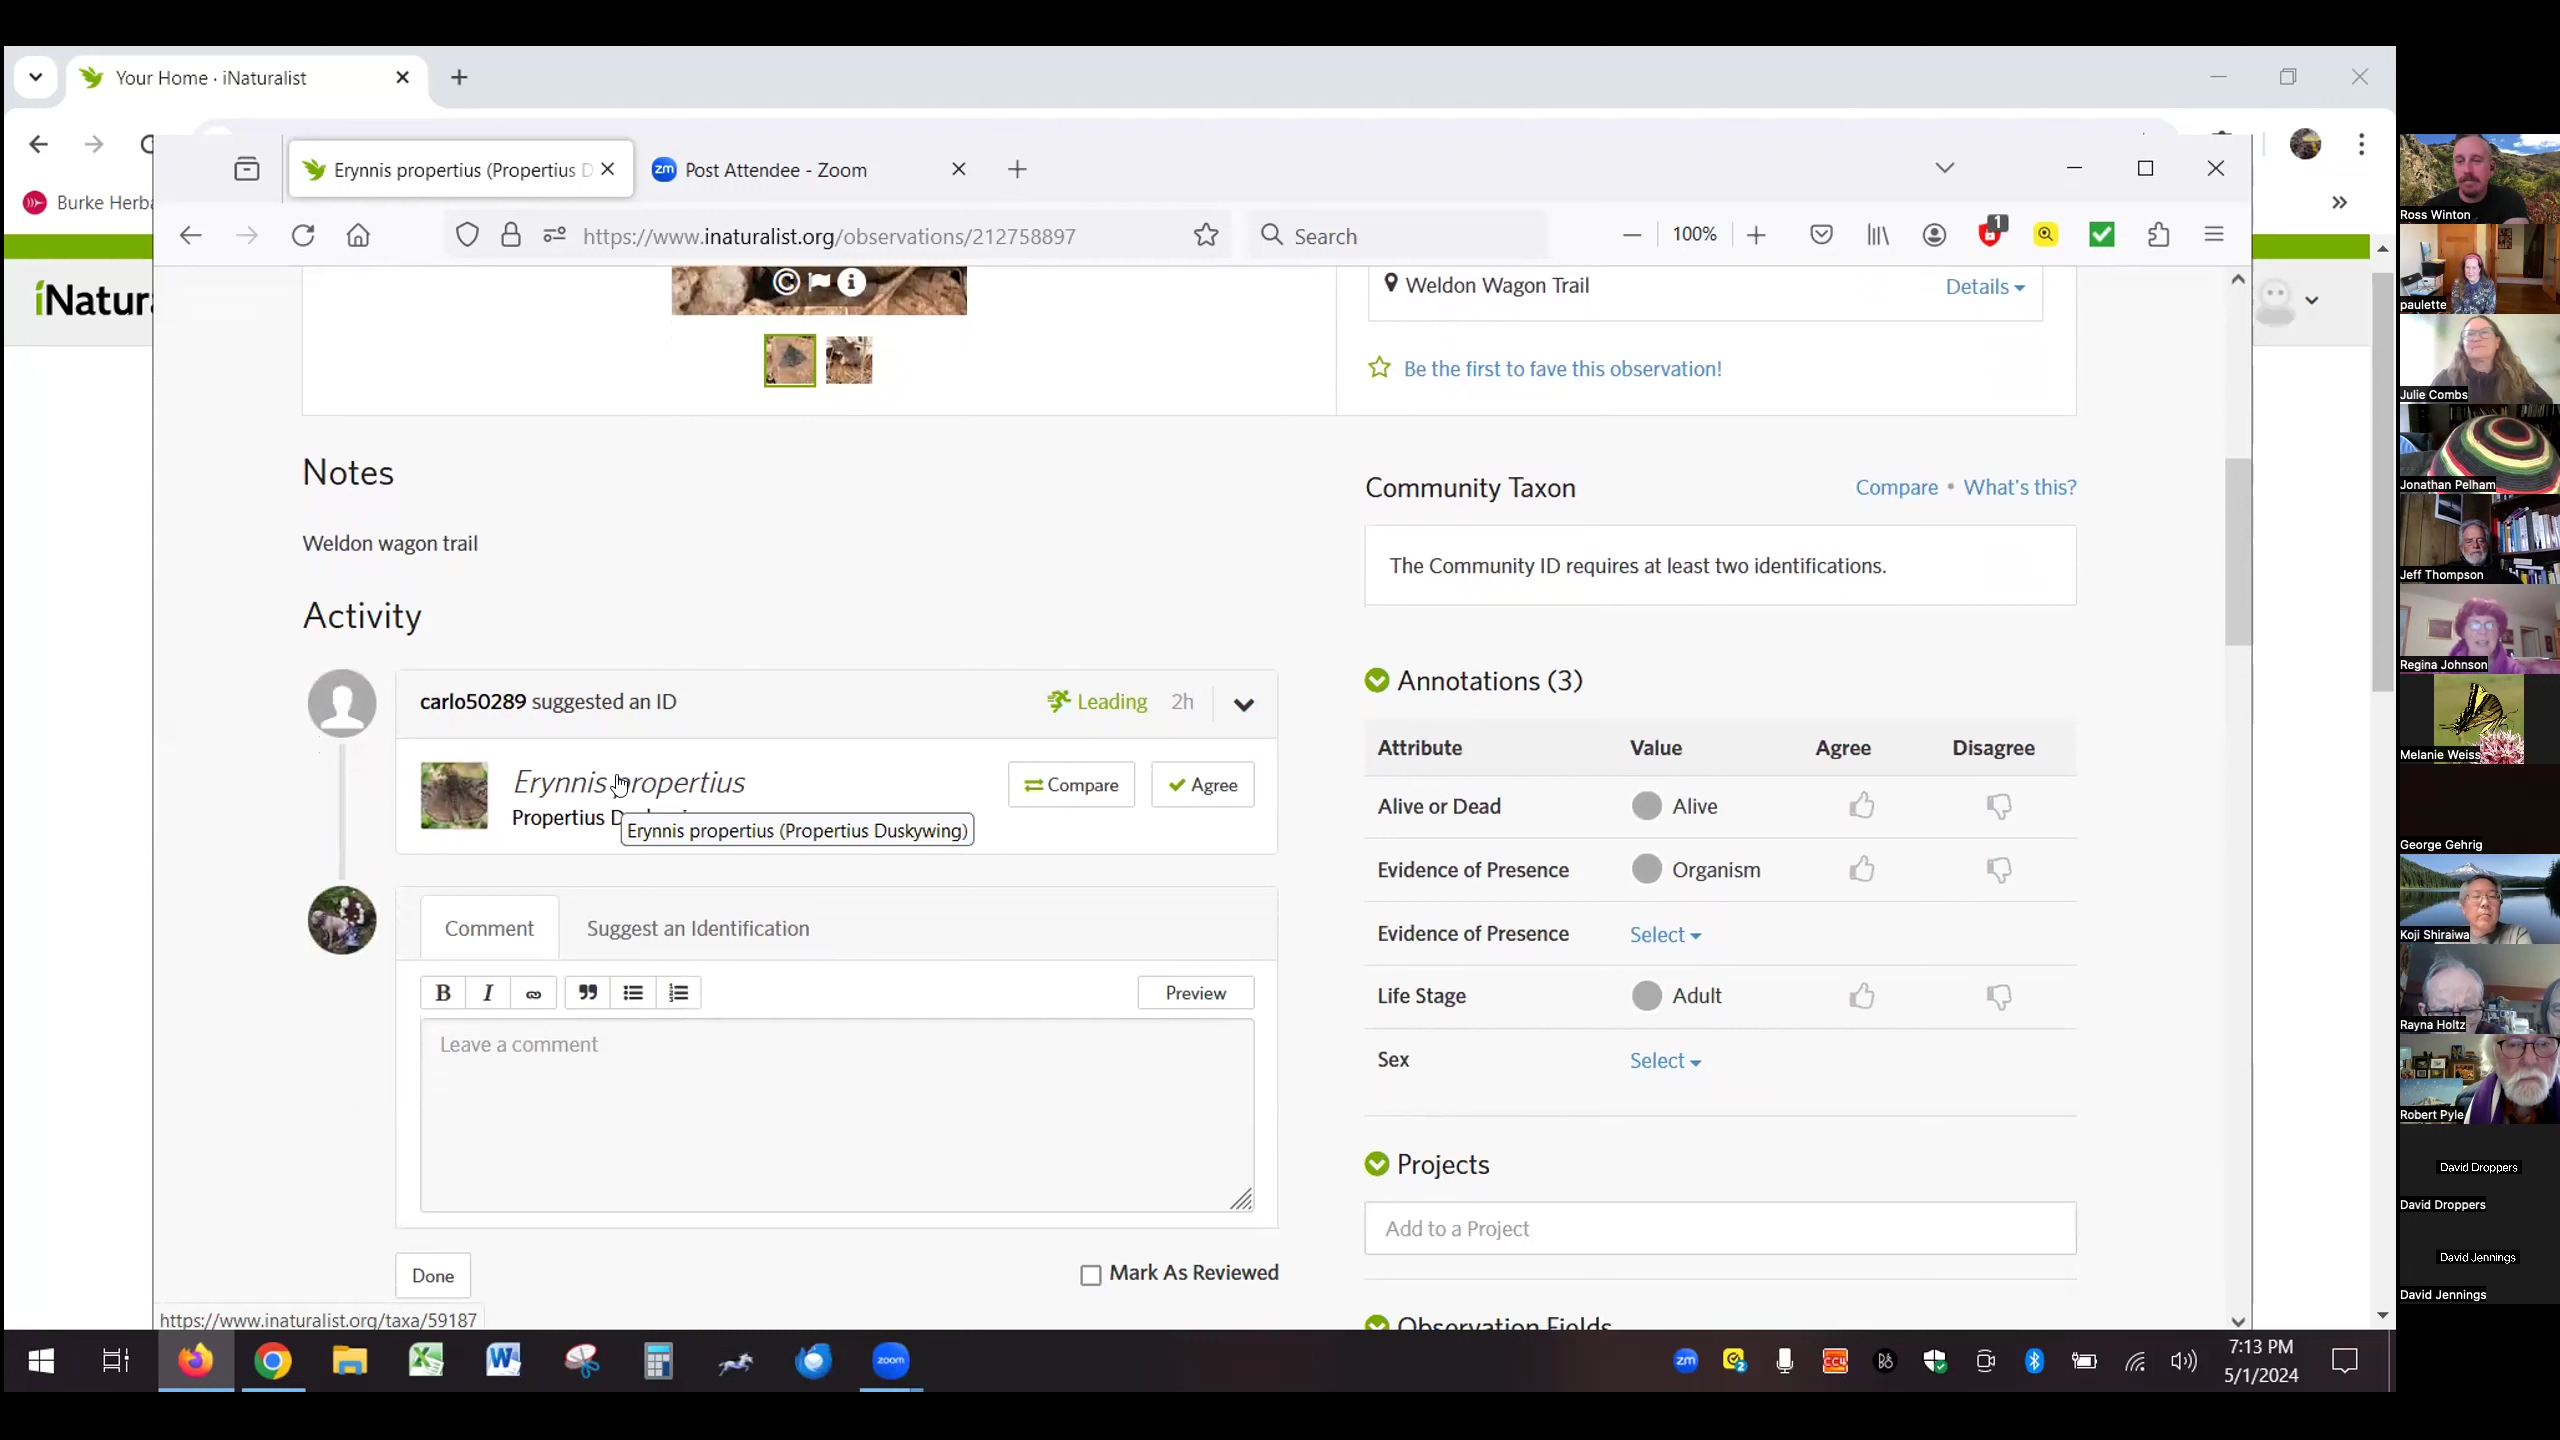 Your Home · iNaturalist
Burke Herba
iNatura
Erynnis propertius (Propertius D
zm
Post Attendee - Zoom
https://www.inaturalist.org/observations/212758897
Search
100%
1
Weldon Wagon Trail
Details
Be the first to fave this observation!
Notes
Weldon wagon trail
Activity
carlo50289 suggested an ID
Leading
2h
Erynnis propertius
Propertius D
Erynnis propertius (Propertius Duskywing)
Compare
Agree
Comment
Suggest an Identification
B
I
Preview
Leave a comment
Done
Mark As Reviewed
https://www.inaturalist.org/taxa/59187
Community Taxon
Compare • What's this?
The Community ID requires at least two identifications.
Annotations (3)
Attribute Value Agree Disagree
Alive or Dead Alive
Evidence of Presence Organism
Evidence of Presence Select
Life Stage Adult
Sex Select
Projects
Add to a Project
Observation Fields
Ross Winton
paulette
Julie Combs
Jonathan Pelham
Jeff Thompson
Regina Johnson
Melanie Weiss
George Gehrig
Koji Shiraiwa
Rayna Holtz
Robert Pyle
David Droppers
David Droppers
David Jennings
David Jennings
zoom
zm
CC4
7:13 PM
5/1/2024